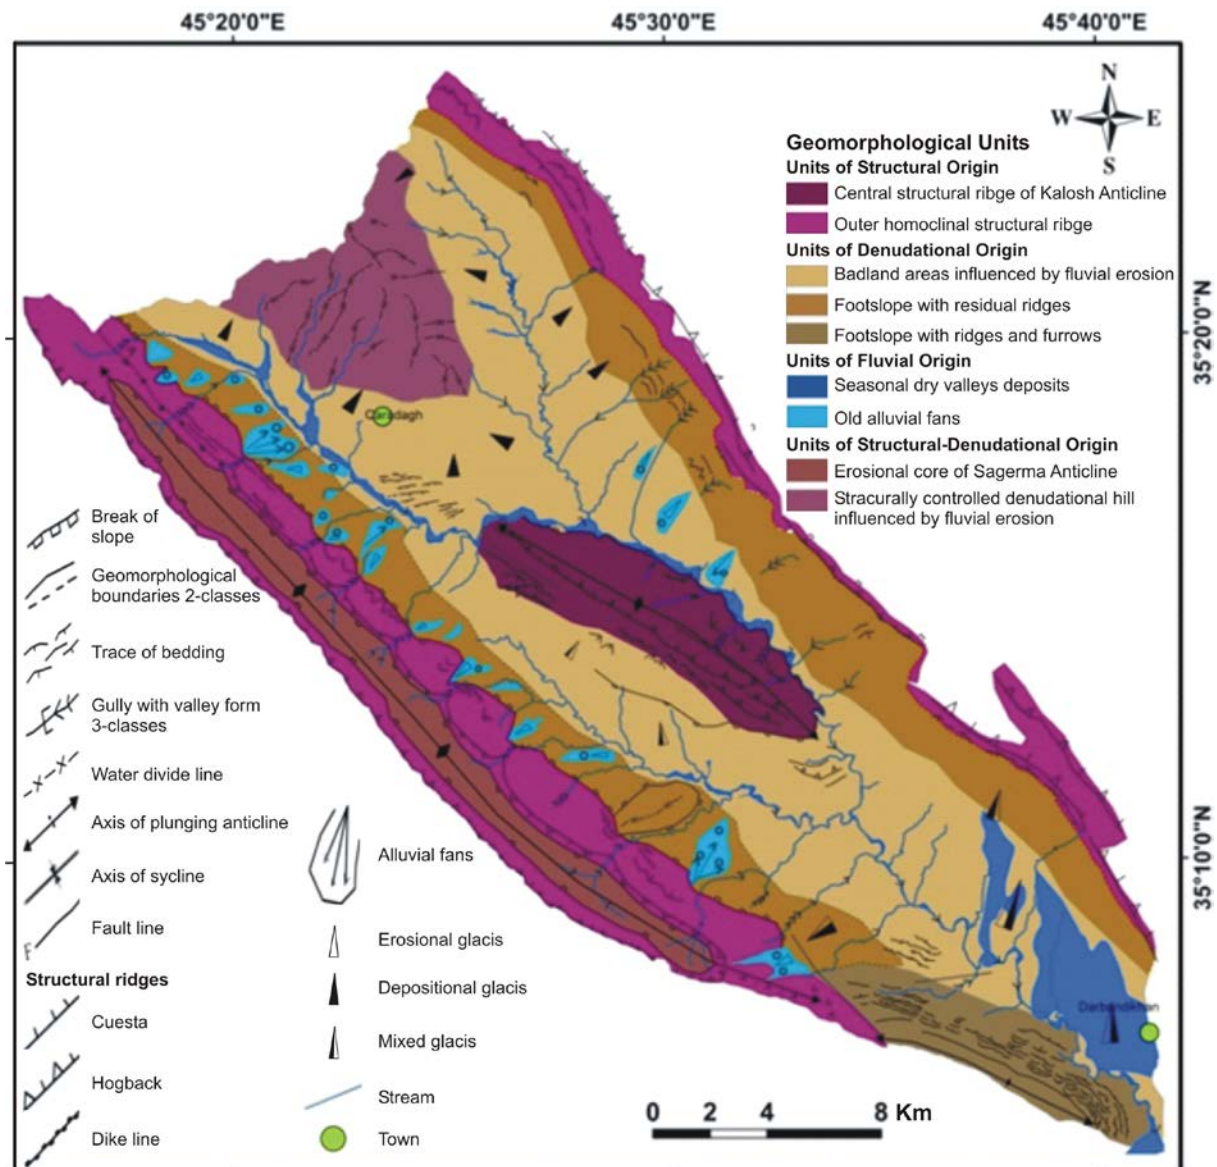 45°20'0"E 45°30'0"E 45°40'0"E
N
W E
S
Geomorphological Units
Units of Structural Origin
Central structural ribge of Kalosh Anticline
Outer homoclinal structural ribge
Units of Denudational Origin
Badland areas influenced by fluvial erosion
Footslope with residual ridges
Footslope with ridges and furrows
Units of Fluvial Origin
Seasonal dry valleys deposits
Old alluvial fans
Units of Structural-Denudational Origin
Erosional core of Sagerma Anticline
Stracurally controlled denudational hill
influenced by fluvial erosion
35°20'0"N
35°10'0"N
Qaradagh
Darbandikhan
Break of
slope
Geomorphological
boundaries 2-classes
Trace of bedding
Gully with valley form
3-classes
Water divide line
Axis of plunging anticline
Axis of sycline
F
Fault line
Structural ridges
Cuesta
Hogback
Dike line
Alluvial fans
Erosional glacis
Depositional glacis
Mixed glacis
Stream
Town
0 2 4 8 Km